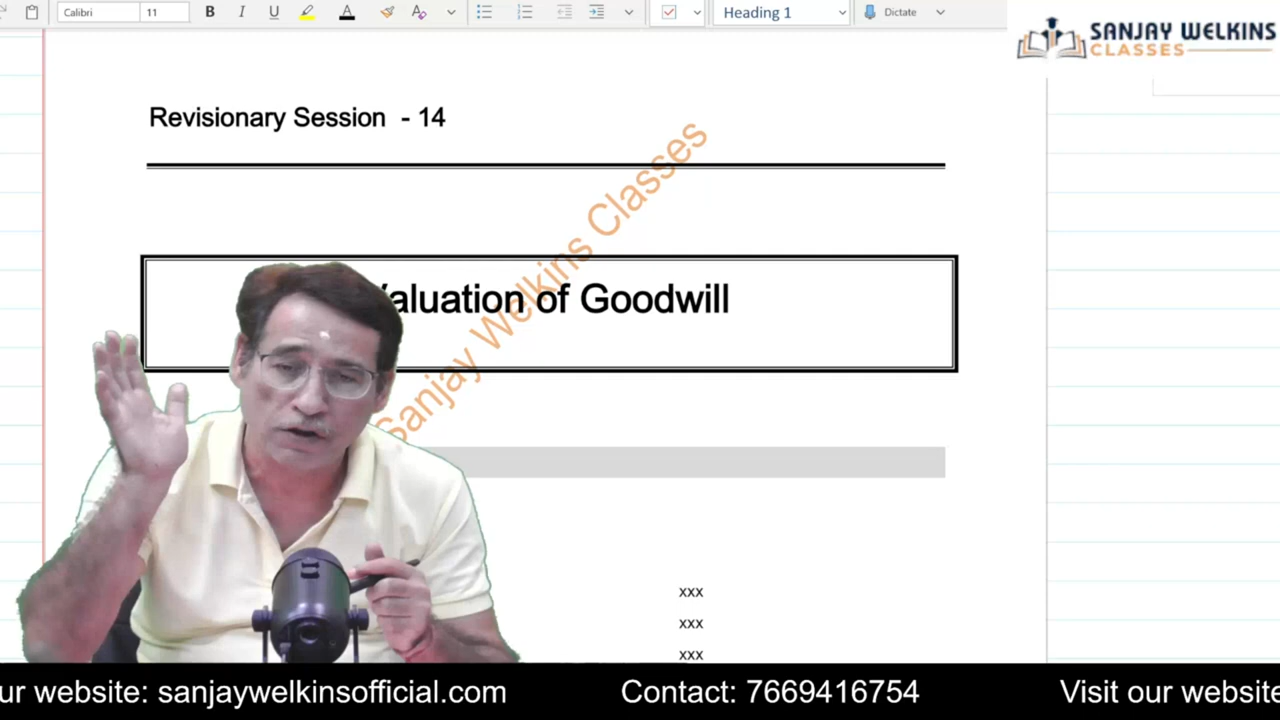 Calibri 11 B I U A A Heading 1 Dictate
SANJAY WELKINS
CLASSES
Revisionary Session - 14
Sanjay Welkins Classes
Valuation of Goodwill
xxx
xxx
xxx
ur website: sanjaywelkinsofficial.com Contact: 7669416754 Visit our website